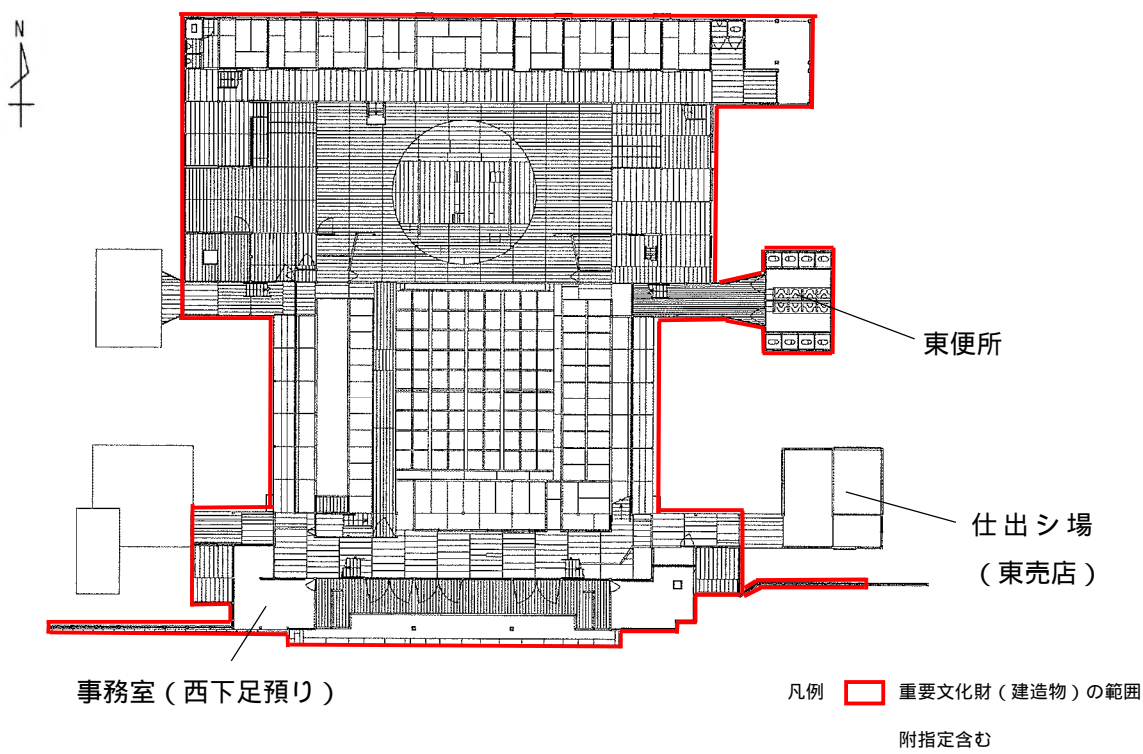 N
東便所
仕出シ場
(東売店)
事務室(西下足預り)
凡例 重要文化財(建造物)の範囲
附指定含む